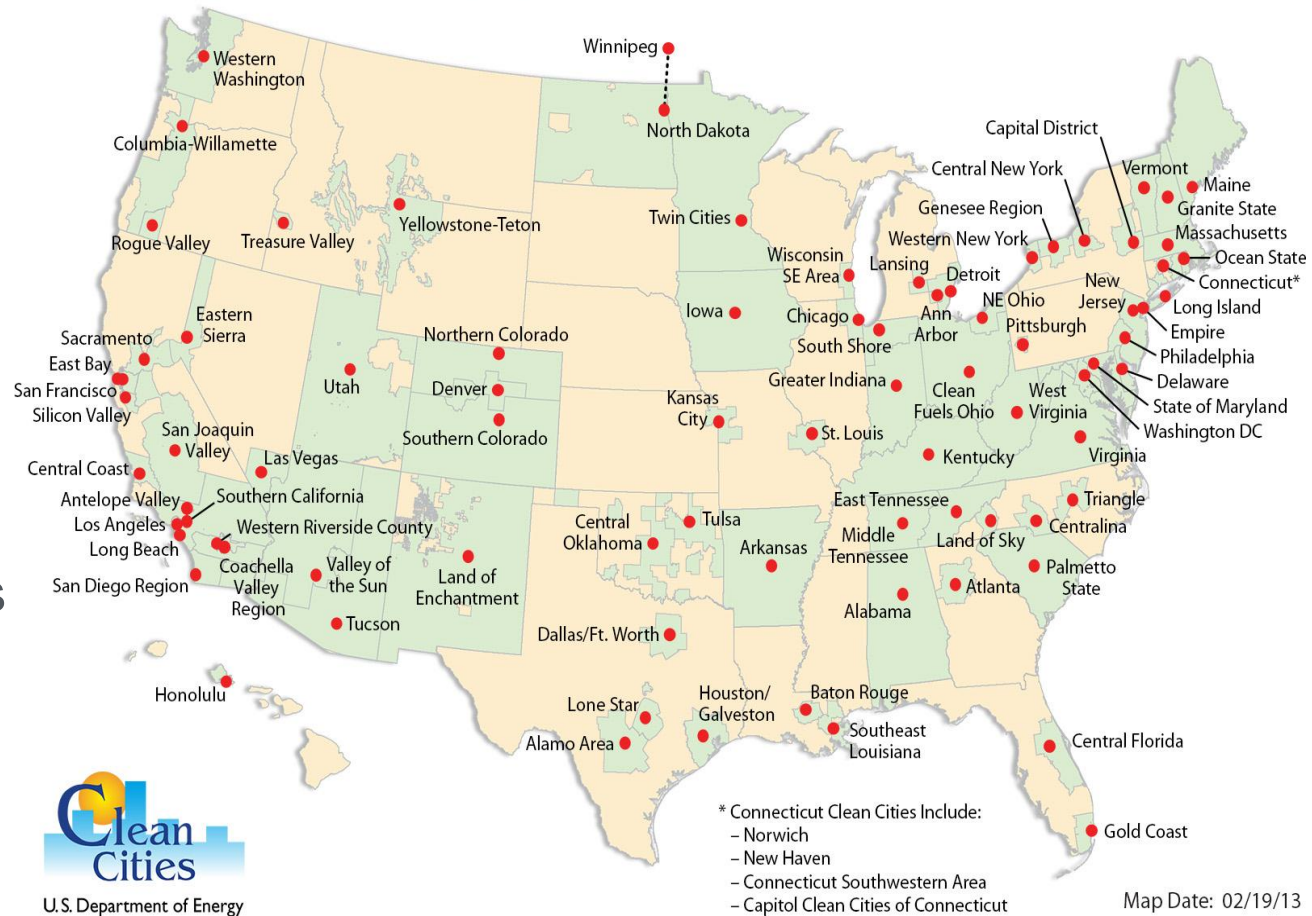 Winnipeg
Western
Washington
North Dakota
Columbia-Willamette
Capital District
Central New York
Vermont
Maine
Genesee Region
Granite State
Yellowstone-Teton
Twin Cities
Rogue Valley
Treasure Valley
Western New York
Massachusetts
Wisconsin
SE Area
Lansing
Detroit
Ocean State
Connecticut*
New
Jersey
Eastern
Sierra
Iowa
Chicago
Ann
Arbor
NE Ohio
Long Island
Sacramento
Northern Colorado
South Shore
Pittsburgh
Empire
East Bay
Philadelphia
San Francisco
Utah
Denver
Greater Indiana
Clean
Fuels Ohio
West
Virginia
Delaware
Silicon Valley
Kansas
City
State of Maryland
San Joaquin
Valley
Southern Colorado
St. Louis
Washington DC
Las Vegas
Kentucky
Virginia
Central Coast
Antelope Valley
Southern California
East Tennessee
Triangle
Los Angeles
Western Riverside County
Central
Oklahoma
Tulsa
Middle
Tennessee
Land of Sky
Centralina
Long Beach
Arkansas
San Diego Region
Coachella
Valley
Region
Valley of
the Sun
Land of
Enchantment
Atlanta
Palmetto
State
s
Alabama
Tucson
Dallas/Ft. Worth
Honolulu
Lone Star
Houston/
Galveston
Baton Rouge
Alamo Area
Southeast
Louisiana
Central Florida
Gold Coast
Clean
Cities
U.S. Department of Energy
* Connecticut Clean Cities Include:
– Norwich
– New Haven
– Connecticut Southwestern Area
– Capitol Clean Cities of Connecticut
Map Date: 02/19/13